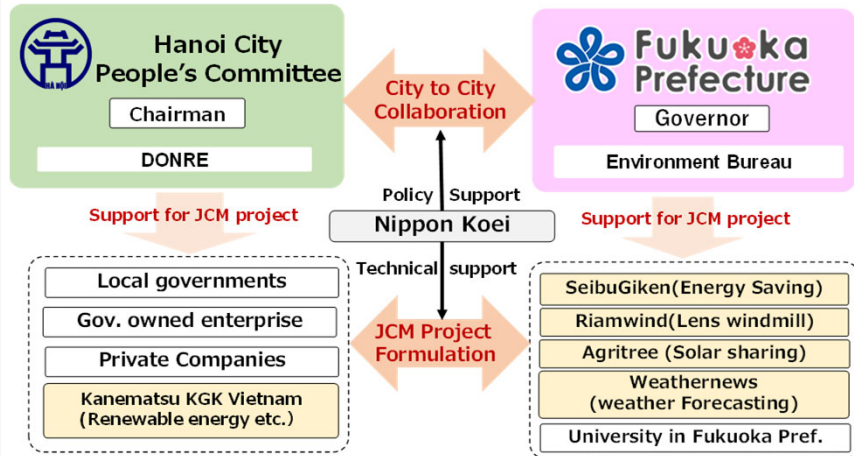 HÀ NỘI
Hanoi City
People's Committee
Chairman
DONRE
City to City
Collaboration
Fukuoka
Prefecture
Governor
Environment Bureau
Support for JCM project
Policy Support
Nippon Koei
Technical support
Support for JCM project
Local governments
Gov. owned enterprise
Private Companies
Kanematsu KGK Vietnam
(Renewable energy etc.)
JCM Project
Formulation
SeibuGiken(Energy Saving)
Riamwind(Lens windmill)
Agritree (Solar sharing)
Weathernews
(weather Forecasting)
University in Fukuoka Pref.